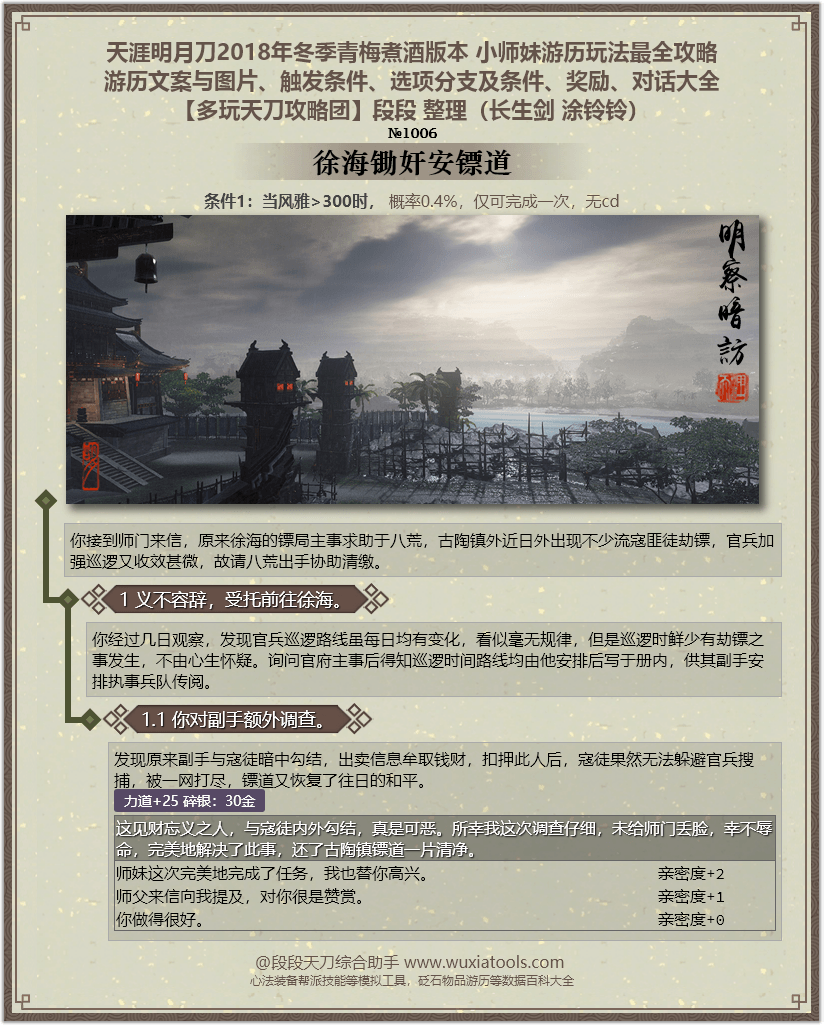 天涯明月刀2018年冬季青梅煮酒版本 小师妹游历玩法最全攻略
游历文案与图片、触发条件、选项分支及条件、奖励、对话大全
【多玩天刀攻略团】段段 整理（长生剑 涂铃铃）
№1006
徐海锄奸安镖道
条件1：当风雅>300时， 概率0.4%，仅可完成一次，无cd
明察暗訪
你接到师门来信，原来徐海的镖局主事求助于八荒，古陶镇外近日外出现不少流寇匪徒劫镖，官兵加
强巡逻又收效甚微，故请八荒出手协助清缴。
1 义不容辞，受托前往徐海。
你经过几日观察，发现官兵巡逻路线虽每日均有变化，看似毫无规律，但是巡逻时鲜少有劫镖之
事发生，不由心生怀疑。询问官府主事后得知巡逻时间路线均由他安排后写于册内，供其副手安
排执事兵队传阅。
1.1 你对副手额外调查。
发现原来副手与寇徒暗中勾结，出卖信息牟取钱财，扣押此人后，寇徒果然无法躲避官兵搜
捕，被一网打尽，镖道又恢复了往日的和平。
力道+25 碎银：30金
这见财忘义之人，与寇徒内外勾结，真是可恶。所幸我这次调查仔细，未给师门丢脸，幸不辱
命，完美地解决了此事，还了古陶镇镖道一片清净。
师妹这次完美地完成了任务，我也替你高兴。 亲密度+2
师父来信向我提及，对你很是赞赏。 亲密度+1
你做得很好。 亲密度+0
@段段天刀综合助手 www.wuxiatools.com
心法装备帮派技能等模拟工具，砭石物品游历等数据百科大全